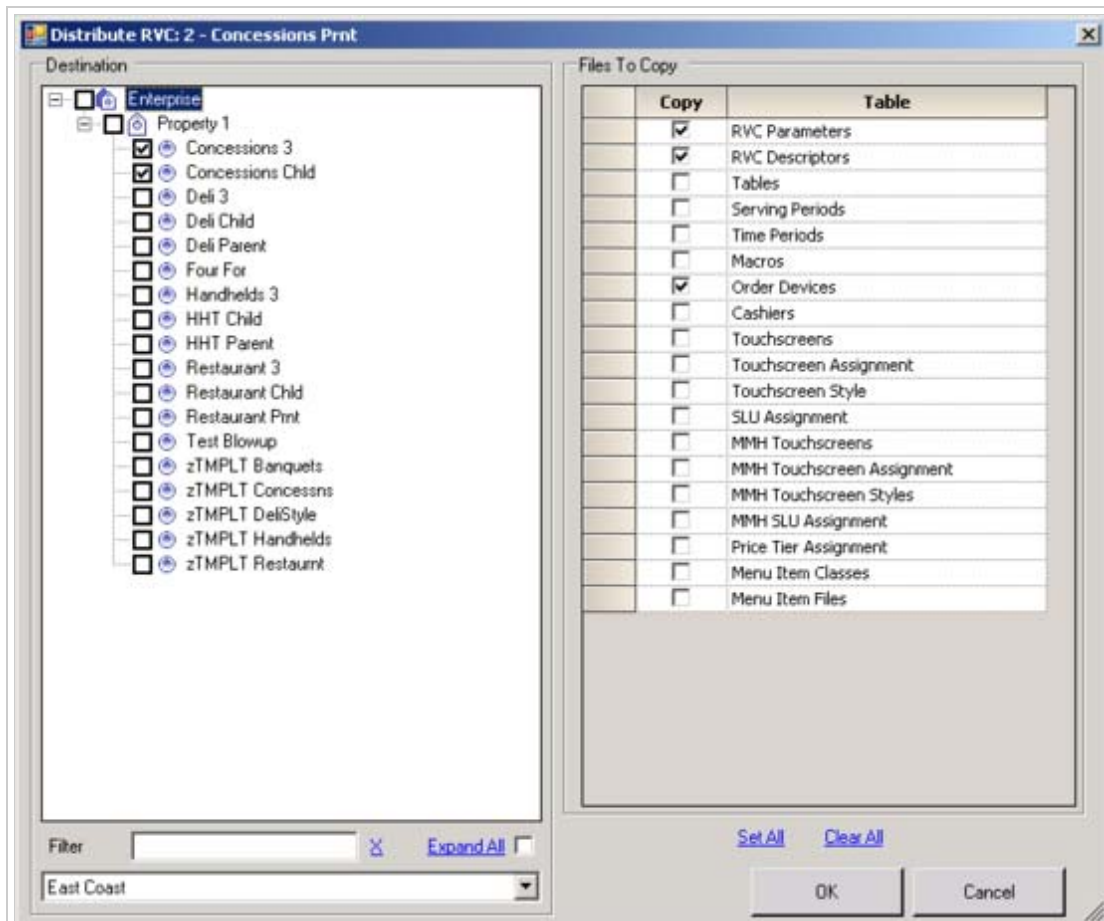 Distribute RVC: 2 - Concessions Prnt
Destination
Enterprise
Property 1
Concessions 3
Concessions Chld
Deli 3
Deli Child
Deli Parent
Four For
Handhelds 3
HHT Child
HHT Parent
Restaurant 3
Restaurant Chld
Restaurant Prnt
Test Blowup
zTMPLT Banquets
zTMPLT Concessns
zTMPLT DeliStyle
zTMPLT Handhelds
zTMPLT Restaurnt
Filter X Expand All
East Coast
Files To Copy
Copy Table
RVC Parameters
RVC Descriptors
Tables
Serving Periods
Time Periods
Macros
Order Devices
Cashiers
Touchscreens
Touchscreen Assignment
Touchscreen Style
SLU Assignment
MMH Touchscreens
MMH Touchscreen Assignment
MMH Touchscreen Styles
MMH SLU Assignment
Price Tier Assignment
Menu Item Classes
Menu Item Files
Set All Clear All
OK Cancel